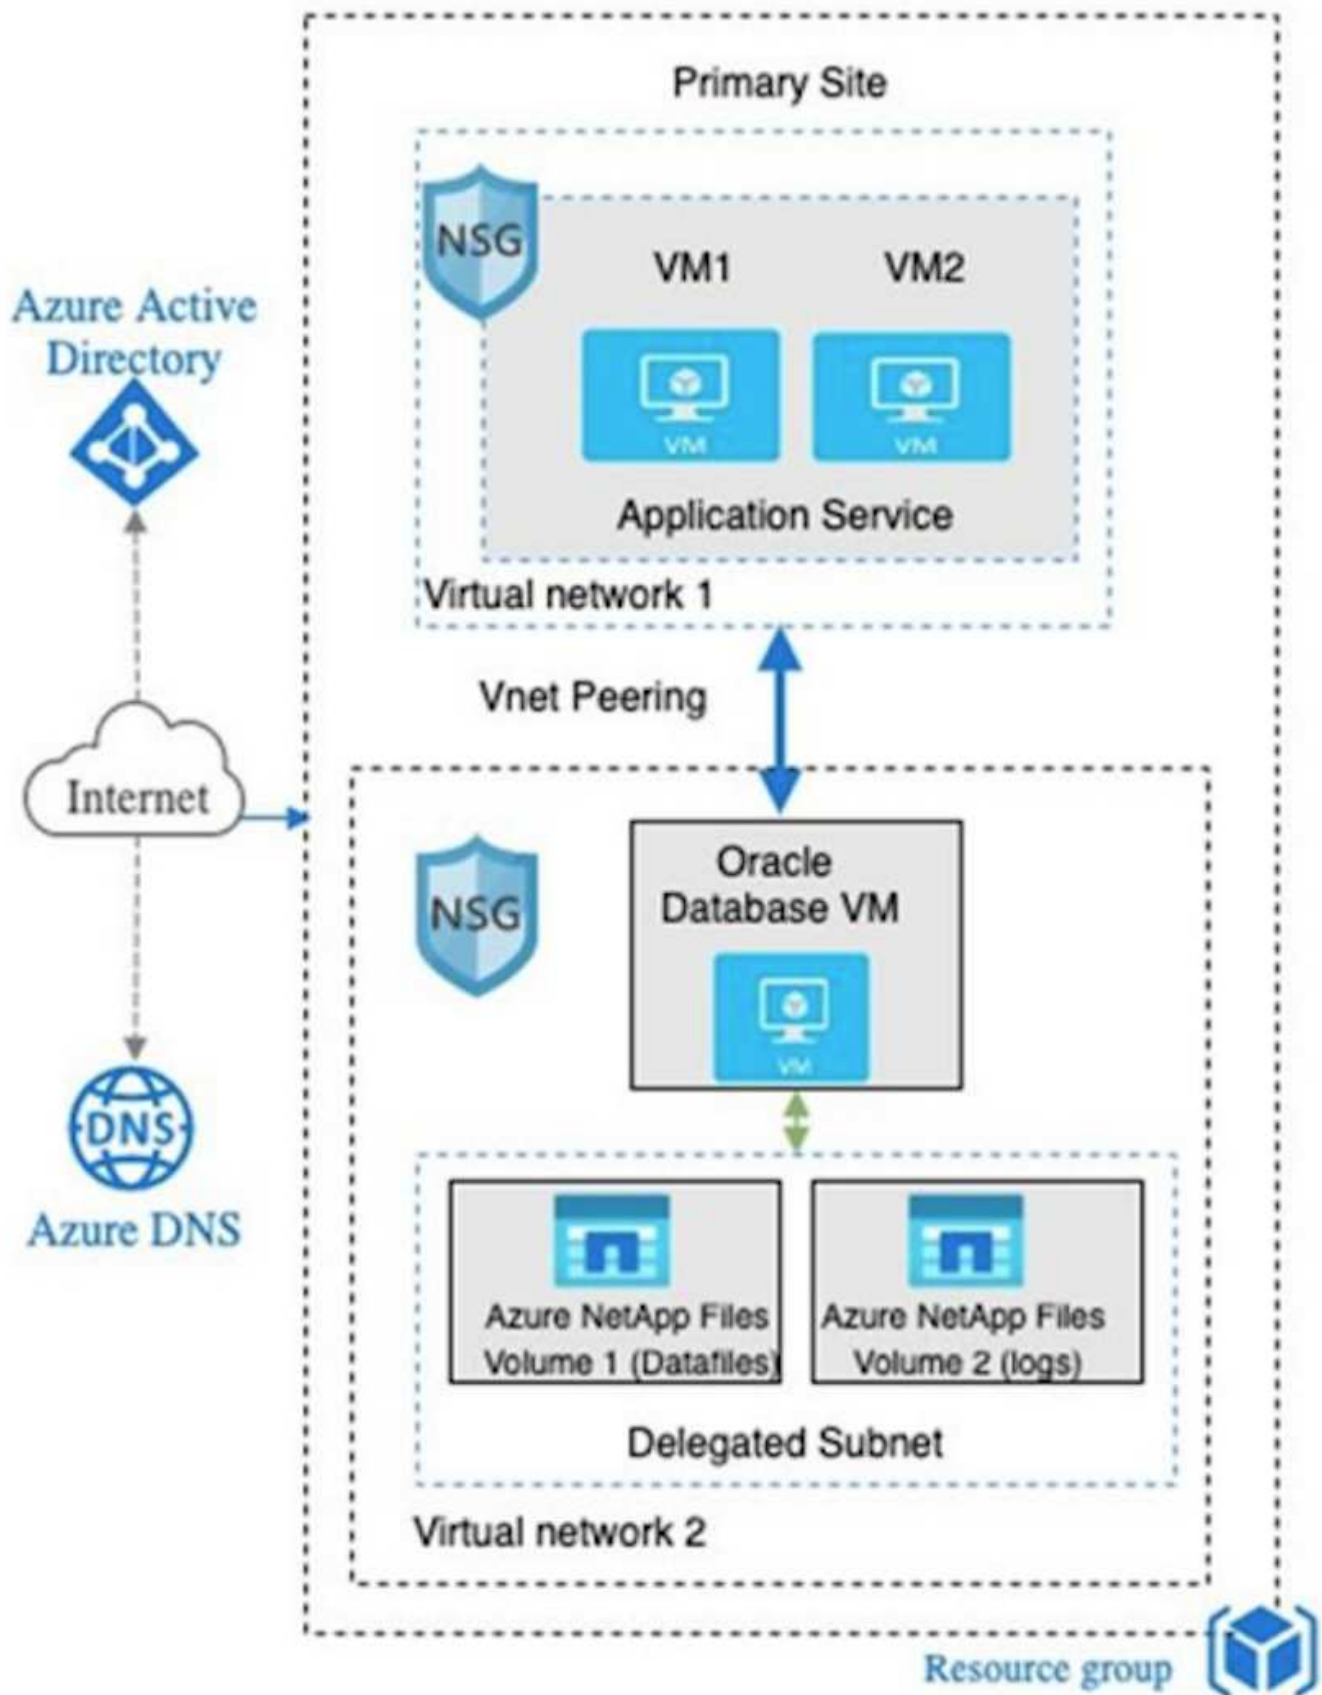 Primary Site
NSG
VM1
VM2
VM
VM
Application Service
Virtual network 1
Azure Active
Directory
Vnet Peering
Internet
NSG
Oracle
Database VM
VM
DNS
Azure DNS
Azure NetApp Files
Volume 1 (Datafiles)
Azure NetApp Files
Volume 2 (logs)
Delegated Subnet
Virtual network 2
Resource group